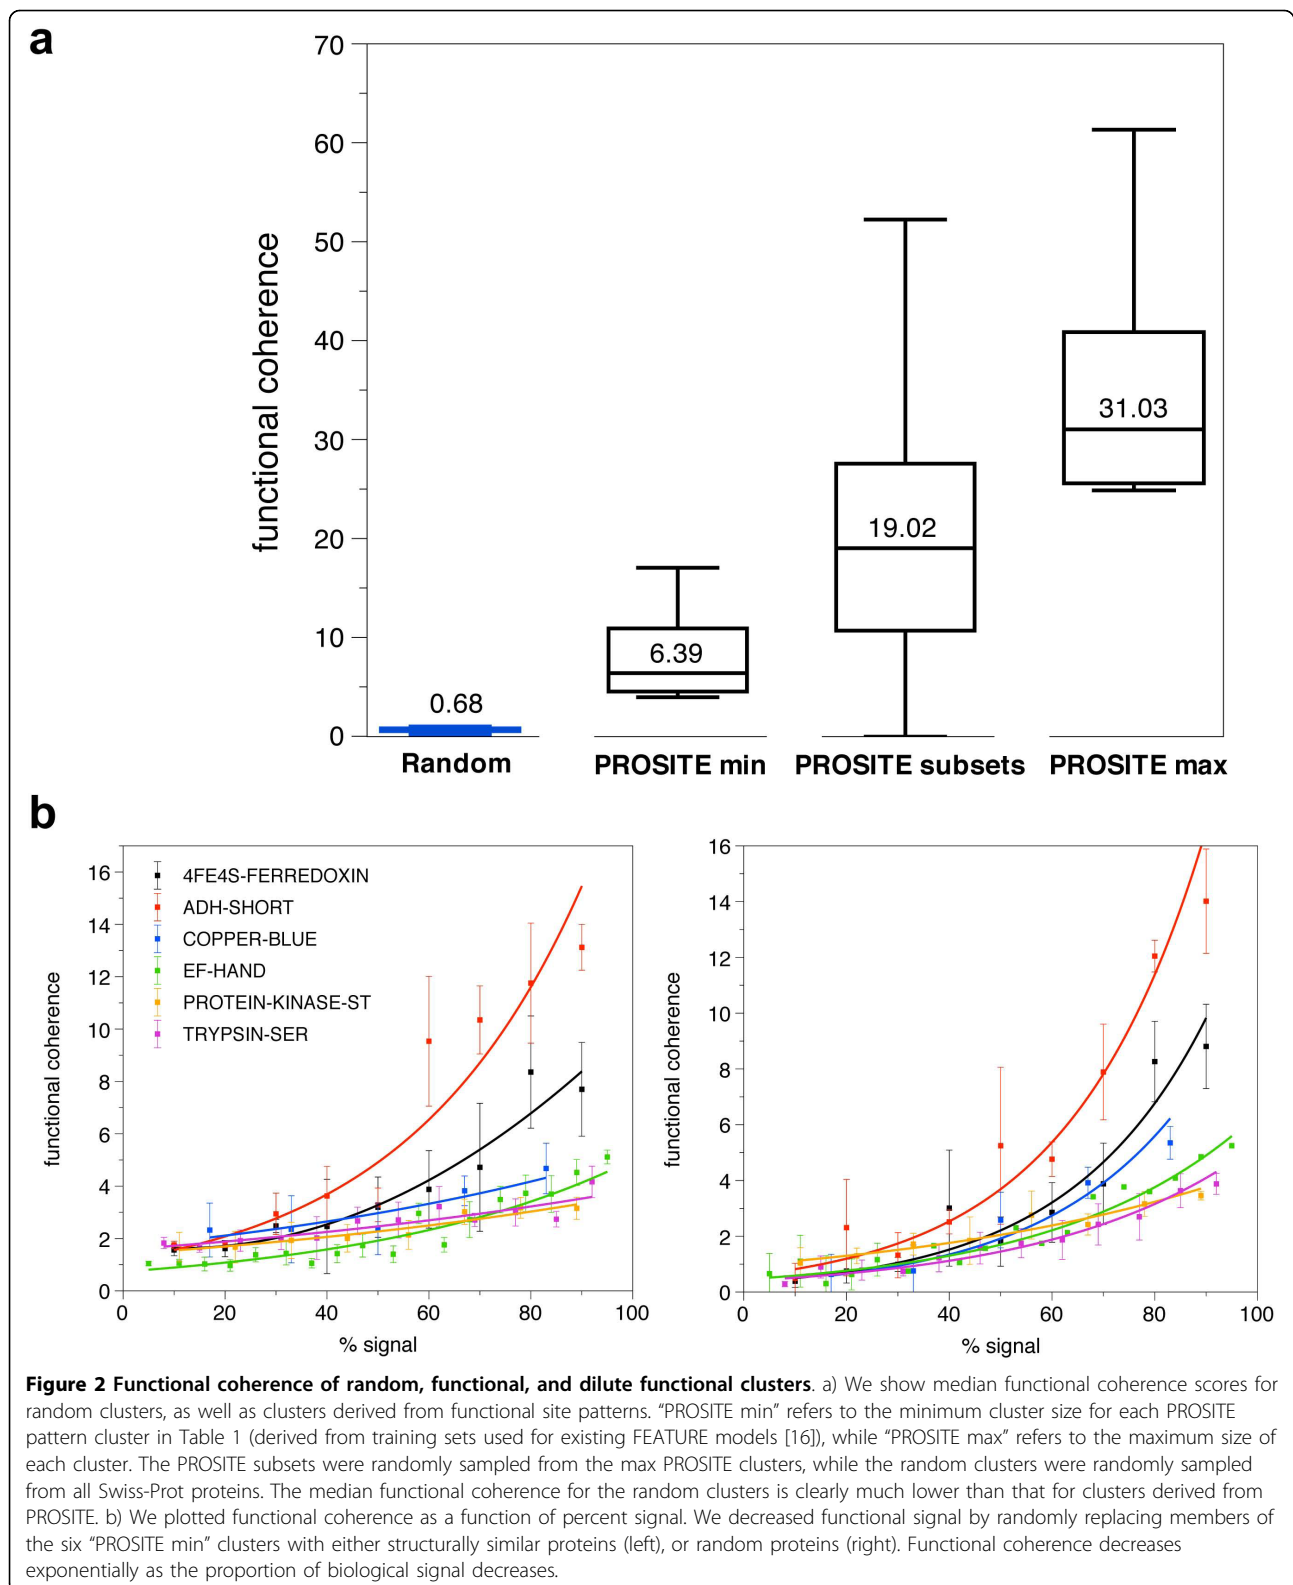 a
70
60
50
40
30
20
10
0
functional coherence
0.68
6.39
19.02
31.03
Random
PROSITE min
PROSITE subsets
PROSITE max
b
16
14
12
10
8
6
4
2
0
functional coherence
4FE4S-FERREDOXIN
ADH-SHORT
COPPER-BLUE
EF-HAND
PROTEIN-KINASE-ST
TRYPSIN-SER
0 20 40 60 80 100
% signal
16
14
12
10
8
6
4
2
0
functional coherence
0 20 40 60 80 100
% signal
Figure 2 Functional coherence of random, functional, and dilute functional clusters. a) We show median functional coherence scores for
random clusters, as well as clusters derived from functional site patterns. “PROSITE min” refers to the minimum cluster size for each PROSITE
pattern cluster in Table 1 (derived from training sets used for existing FEATURE models [16]), while “PROSITE max” refers to the maximum size of
each cluster. The PROSITE subsets were randomly sampled from the max PROSITE clusters, while the random clusters were randomly sampled
from all Swiss-Prot proteins. The median functional coherence for the random clusters is clearly much lower than that for clusters derived from
PROSITE. b) We plotted functional coherence as a function of percent signal. We decreased functional signal by randomly replacing members of
the six “PROSITE min” clusters with either structurally similar proteins (left), or random proteins (right). Functional coherence decreases
exponentially as the proportion of biological signal decreases.